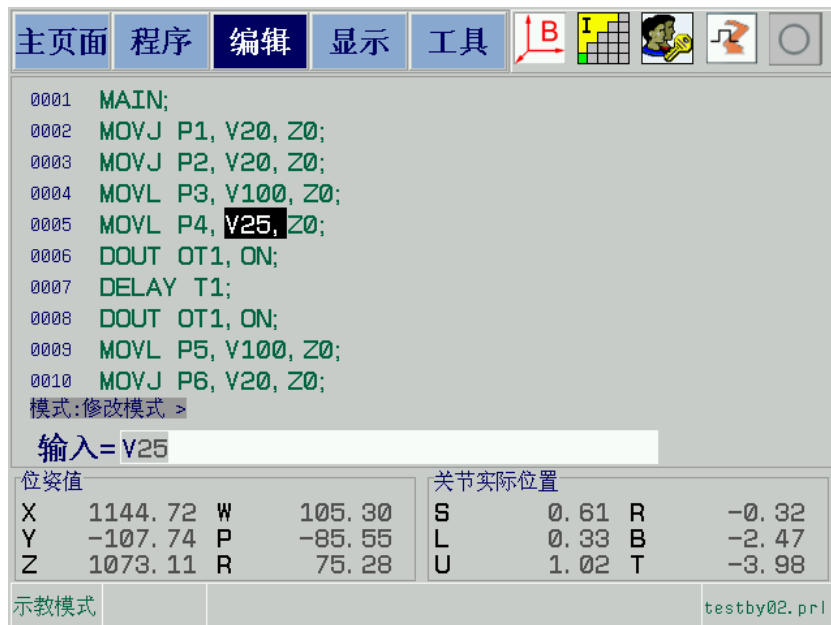 主页面 程序 编辑 显示 工具 B I
0001 MAIN;
0002 MOVJ P1, V20, Z0;
0003 MOVJ P2, V20, Z0;
0004 MOVL P3, V100, Z0;
0005 MOVL P4, V25, Z0;
0006 DOUT OT1, ON;
0007 DELAY T1;
0008 DOUT OT1, ON;
0009 MOVL P5, V100, Z0;
0010 MOVJ P6, V20, Z0;
模式:修改模式 >
输入= V25
位姿值 关节实际位置
X 1144.72 W 105.30 S 0.61 R -0.32
Y -107.74 P -85.55 L 0.33 B -2.47
Z 1073.11 R 75.28 U 1.02 T -3.98
示教模式 testby02.prl